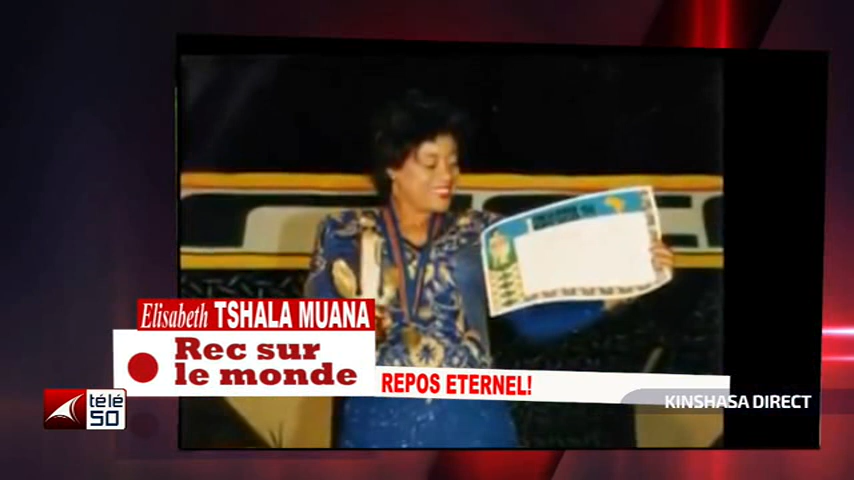 Elisabeth TSHALA MUANA
Rec sur
le monde
REPOS ETERNEL!
télé
50
KINSHASA DIRECT